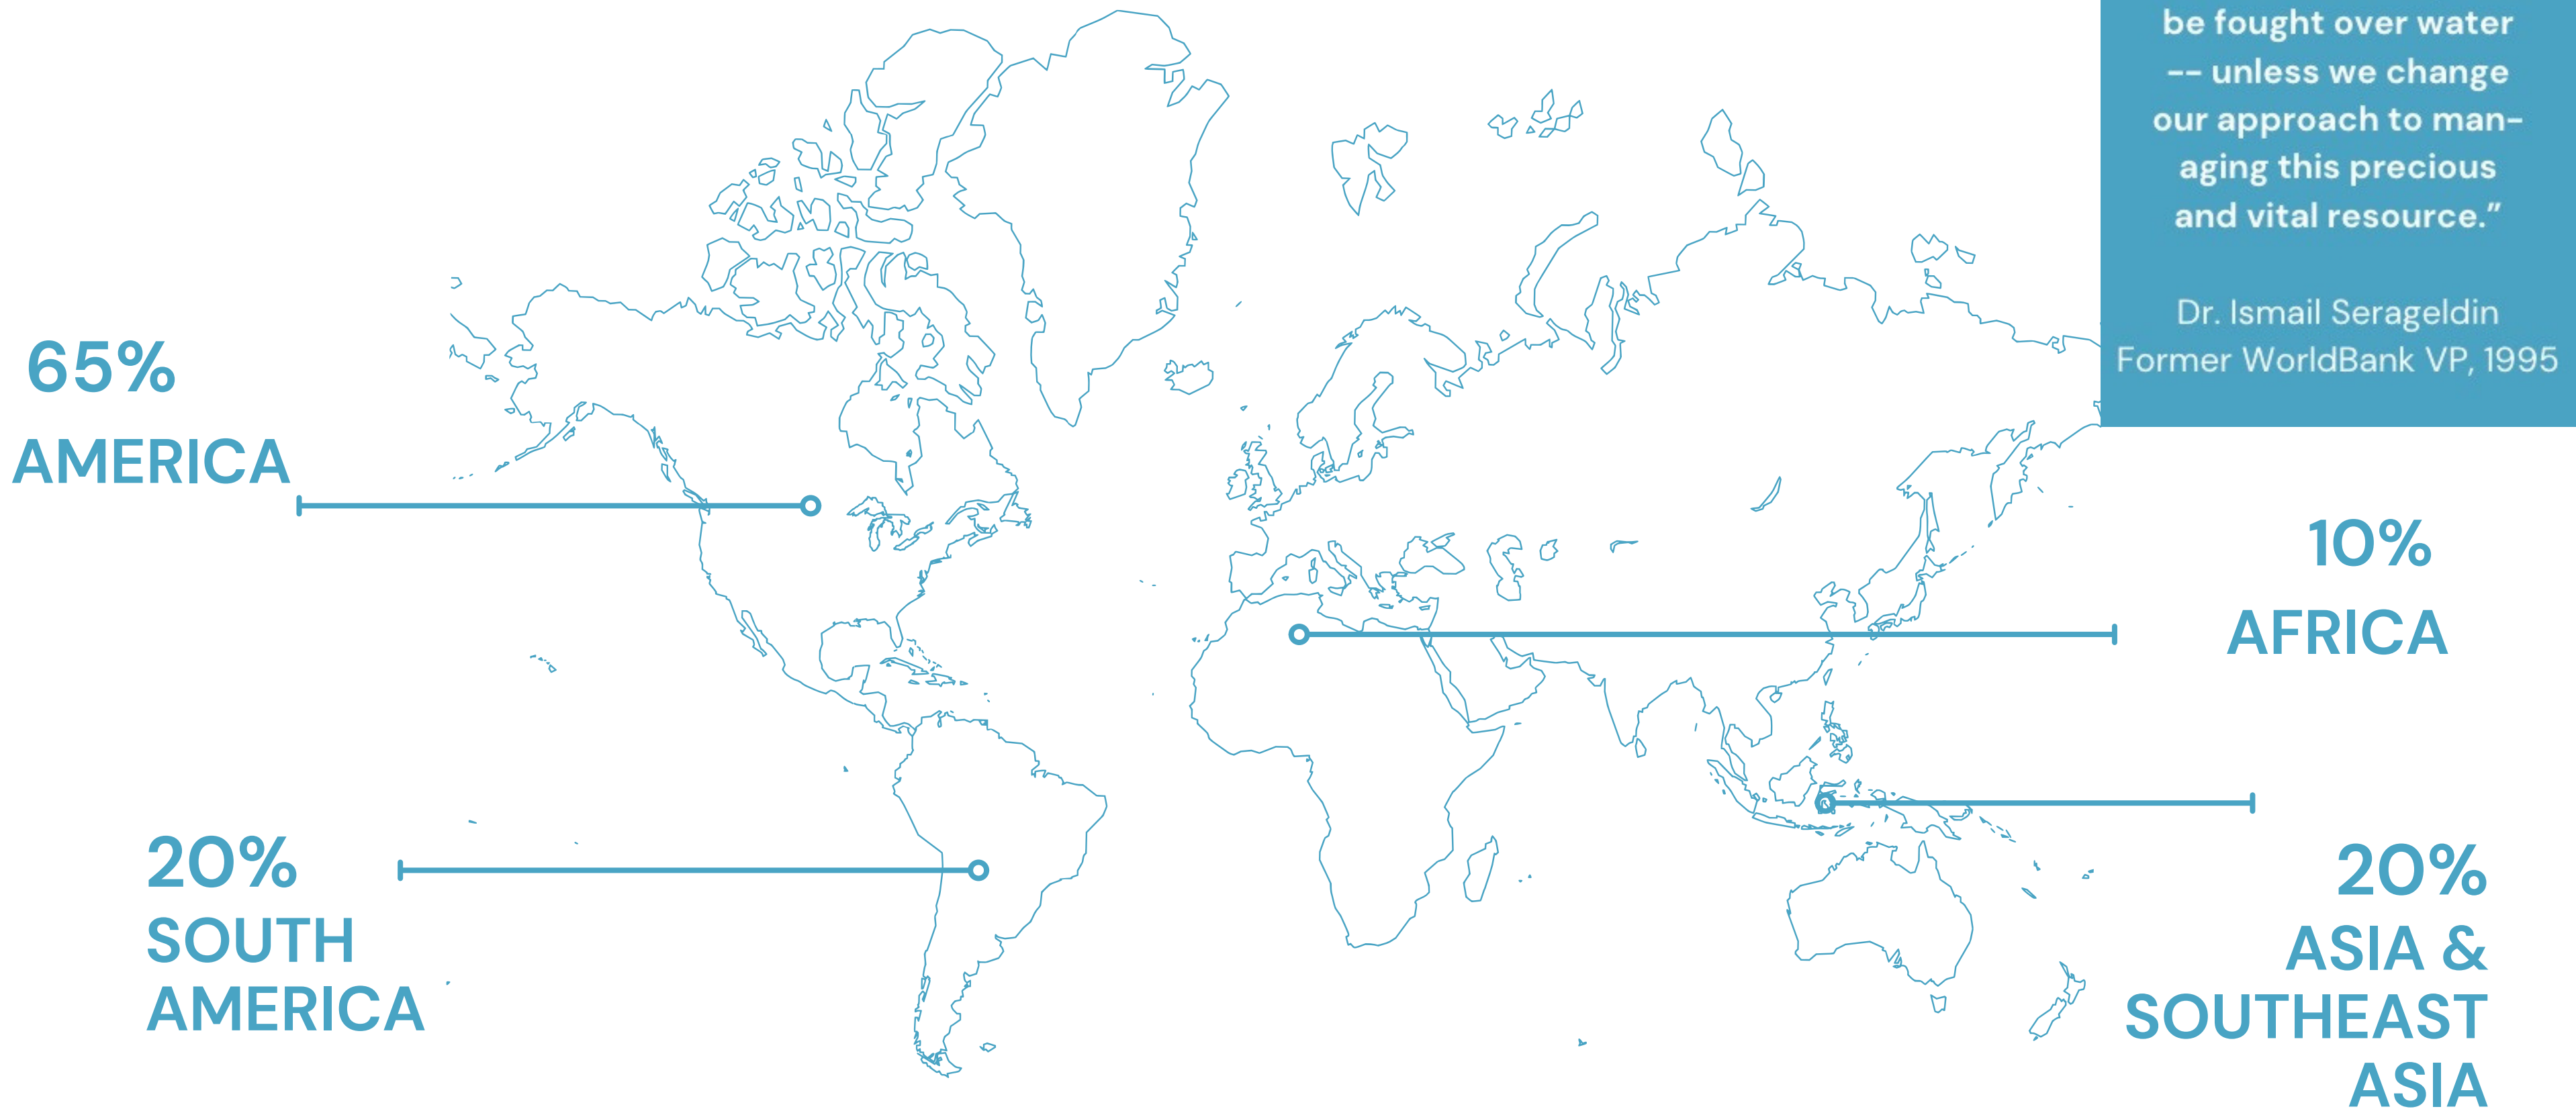 be fought over water
-- unless we change
our approach to man-
aging this precious
and vital resource.”
Dr. Ismail Serageldin
Former WorldBank VP, 1995
65%
AMERICA
10%
AFRICA
20%
SOUTH
AMERICA
20%
ASIA &
SOUTHEAST
ASIA